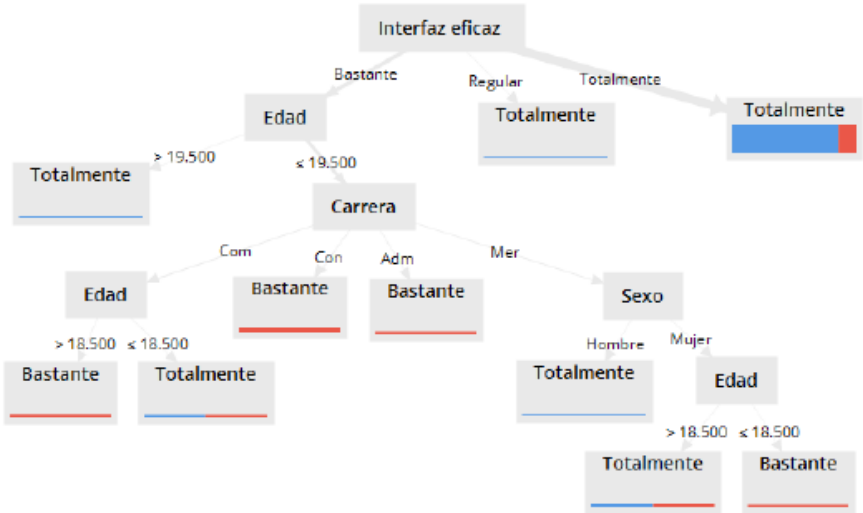 Interfaz eficaz
Bastante
Regular
Totalmente
Edad
Totalmente
Totalmente
> 19.500
≤ 19.500
Totalmente
Carrera
Com
Con
Adm
Mer
Edad
Bastante
Bastante
Sexo
> 18.500
≤ 18.500
Hombre
Mujer
Bastante
Totalmente
Totalmente
Edad
> 18.500
≤ 18.500
Totalmente
Bastante